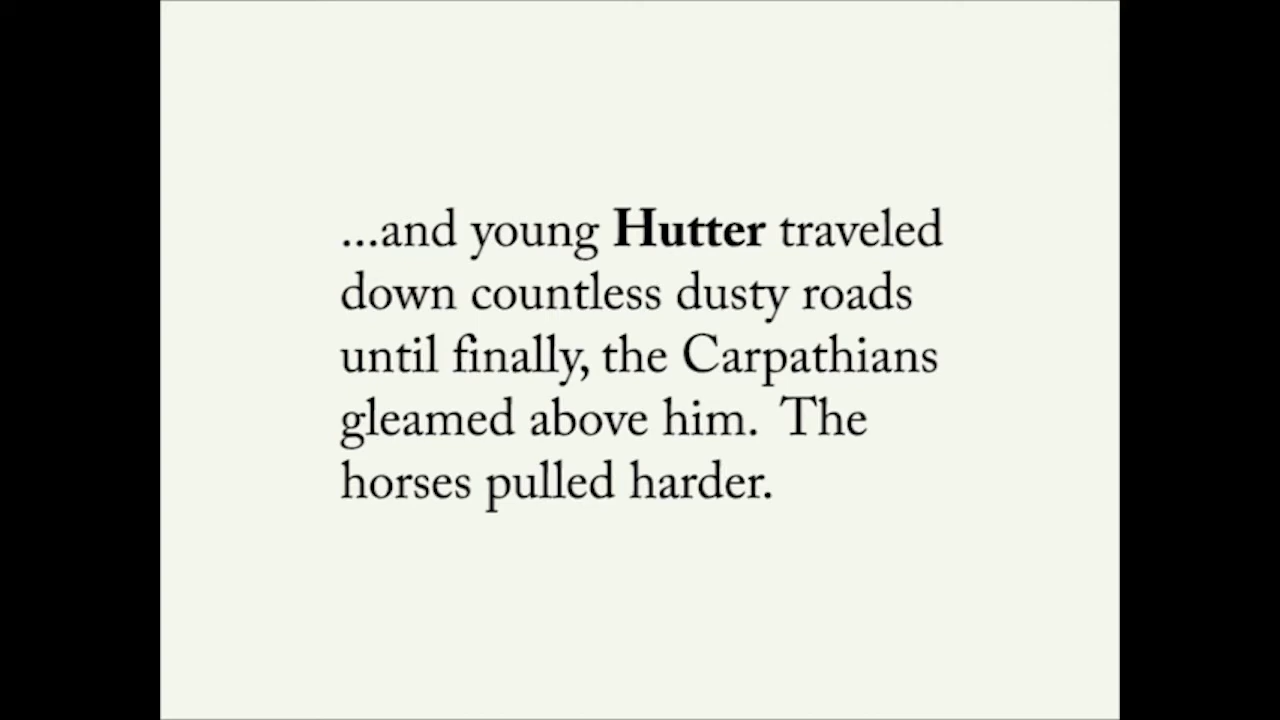 ...and young Hutter traveled
down countless dusty roads
until finally, the Carpathians
gleamed above him.  The
horses pulled harder.